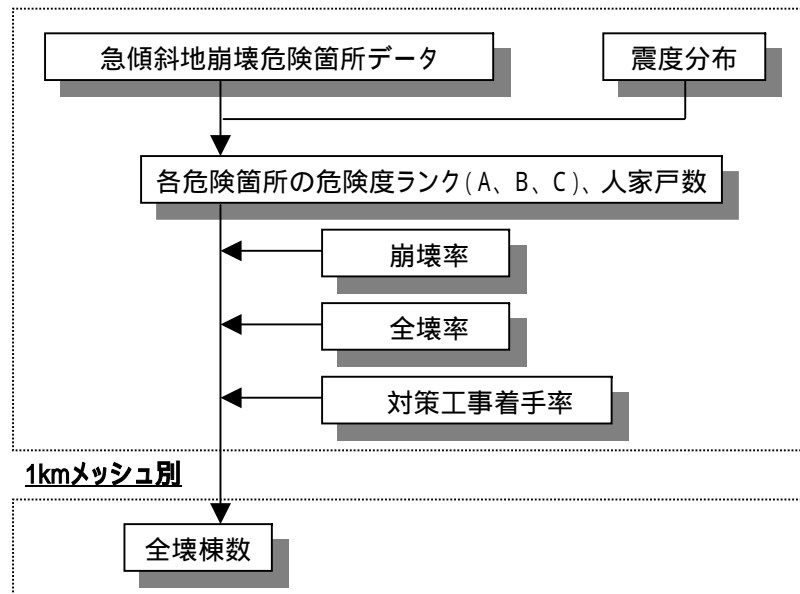 急傾斜地崩壊危険箇所データ
震度分布
各危険箇所の危険度ランク(A、B、C)、人家戸数
崩壊率
全壊率
対策工事着手率
1kmメッシュ別
全壊棟数